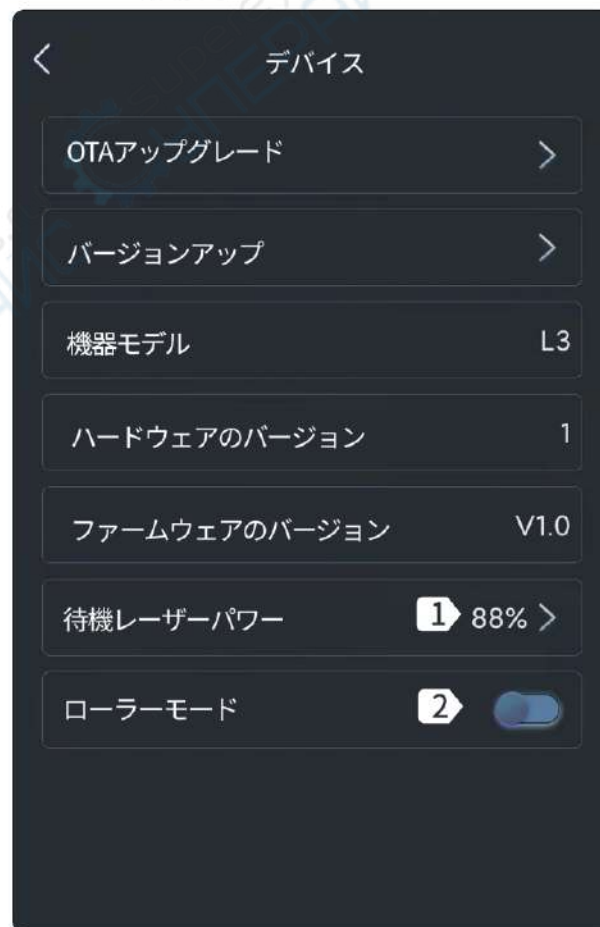 デバイス
OTAアップグレード
バージョンアップ
機器モデル L3
ハードウェアのバージョン 1
ファームウェアのバージョン V1.0
待機レーザーパワー 1 88%
ローラーモード 2